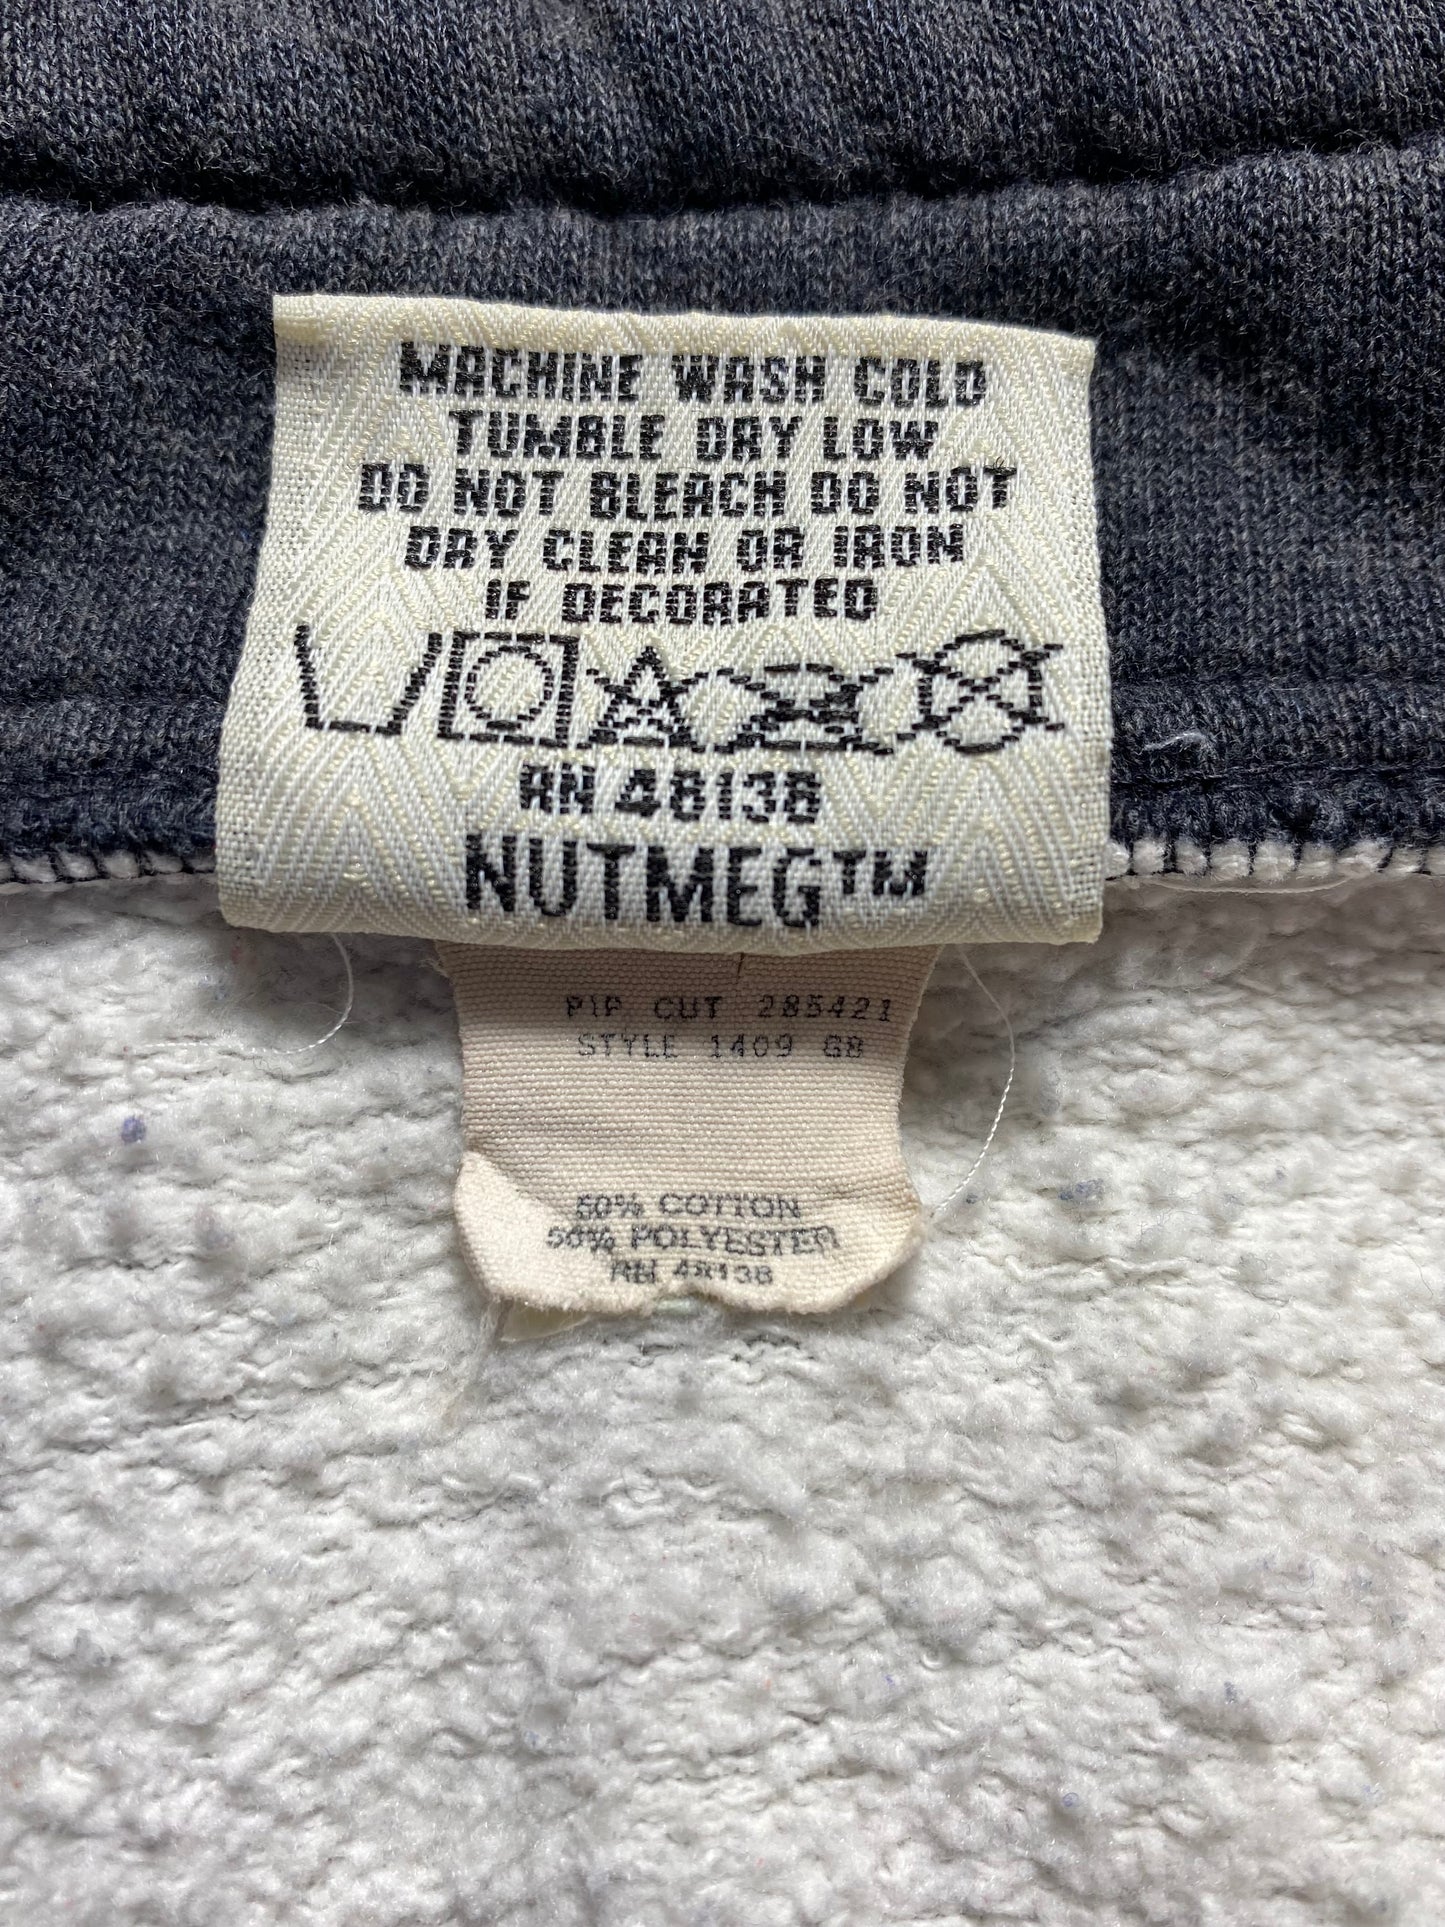 MACHINE WASH COLD
TUMBLE DRY LOW
DO NOT BLEACH DO NOT
DRY CLEAN OR IRON
IF DECORATED
RN 48138
NUTMEG™
PIP CUT 285421
STYLE 1409 G8
50% COTTON
50% POLYESTER
RN 48138